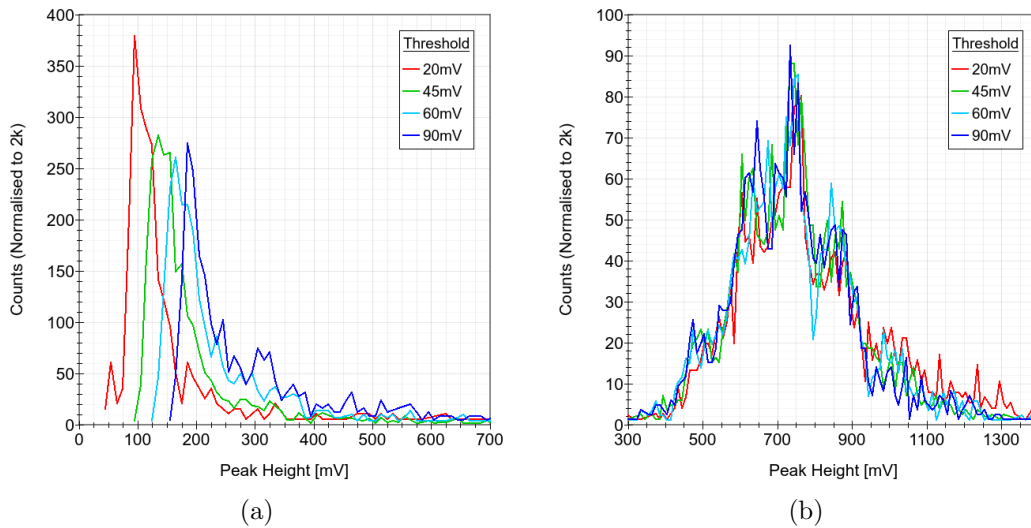 400
350
300
250
200
150
100
50
0
Counts (Normalised to 2k)
0 100 200 300 400 500 600 700
Peak Height [mV]
Threshold
20mV
45mV
60mV
90mV
(a)
100
90
80
70
60
50
40
30
20
10
0
Counts (Normalised to 2k)
300 500 700 900 1100 1300
Peak Height [mV]
Threshold
20mV
45mV
60mV
90mV
(b)